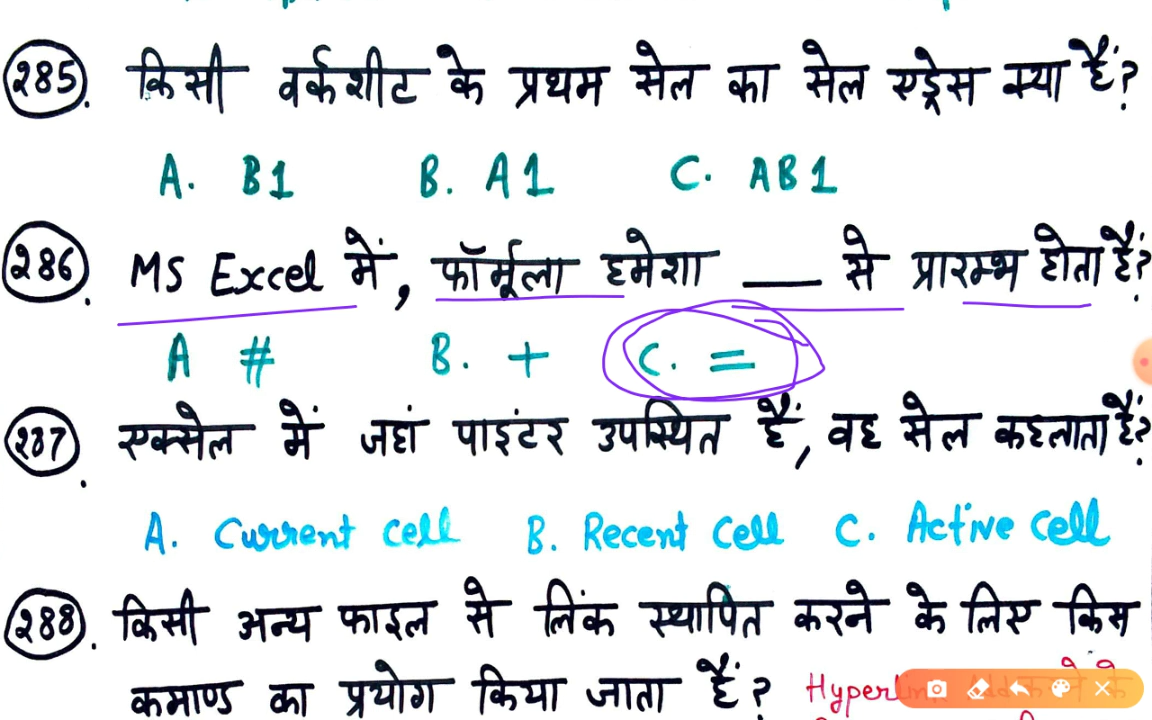 285. किसी वर्कशीट के प्रथम सेल का सेल एड्रेस क्या हैं?
A. B1 B. A1 C. AB1
286. MS Excel में, फॉर्मूला हमेशा ___ से प्रारम्भ होता हैं?
A # B. + C. =
287. एक्सेल में जहां पाइंटर उपस्थित हैं, वह सेल कहलाता हैं?
A. Current cell B. Recent Cell C. Active Cell
288. किसी अन्य फाइल से लिंक स्थापित करने के लिए किस
कमाण्ड का प्रयोग किया जाता हैं?